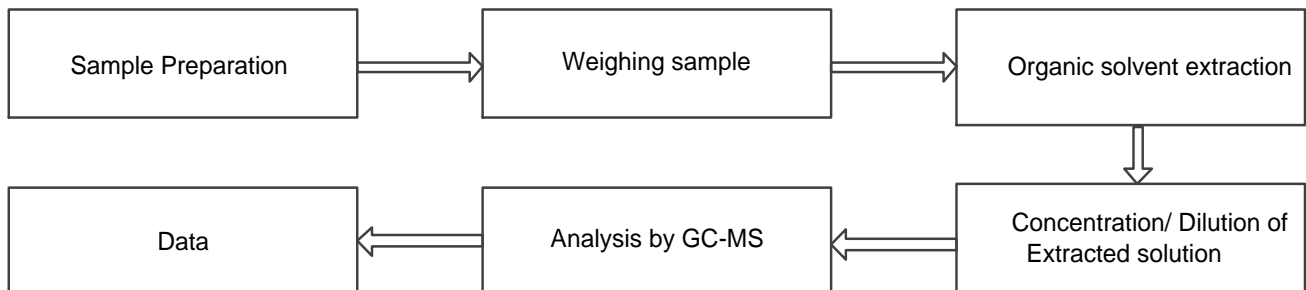 Sample Preparation
Weighing sample
Organic solvent extraction
Concentration/ Dilution of
Extracted solution
Analysis by GC-MS
Data